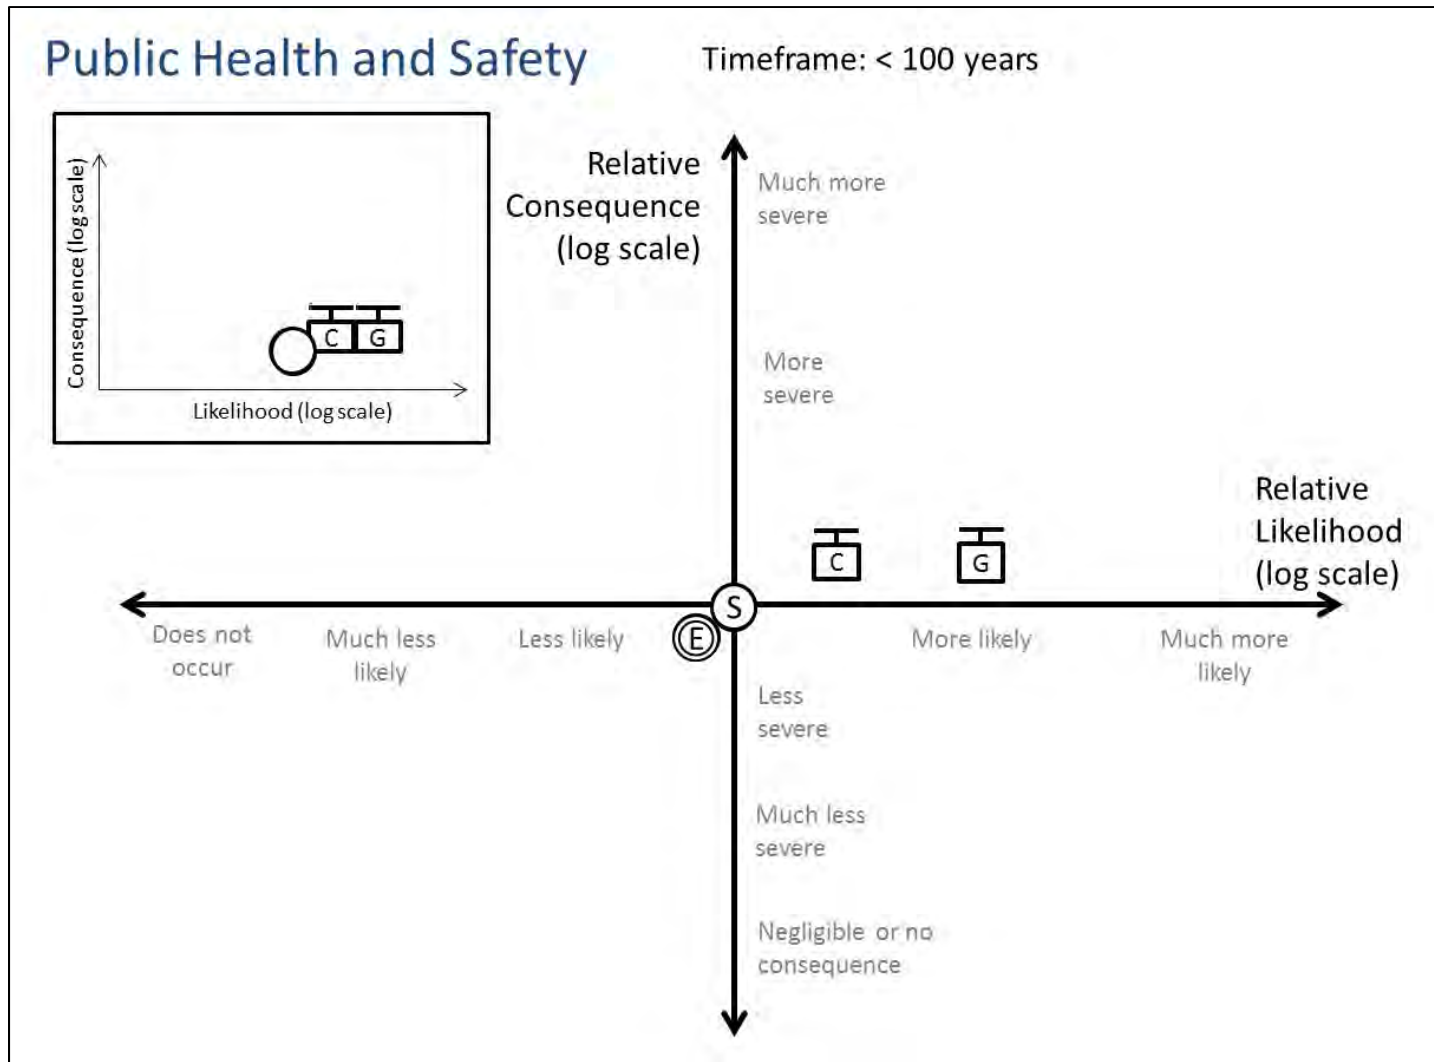 Public Health and Safety
Timeframe: < 100 years
Consequence (log scale)
C
G
Likelihood (log scale)
Relative
Consequence
(log scale)
Much more
severe
More
severe
Relative
Likelihood
(log scale)
C
G
S
E
Does not
occur
Much less
likely
Less likely
More likely
Much more
likely
Less
severe
Much less
severe
Negligible or no
consequence